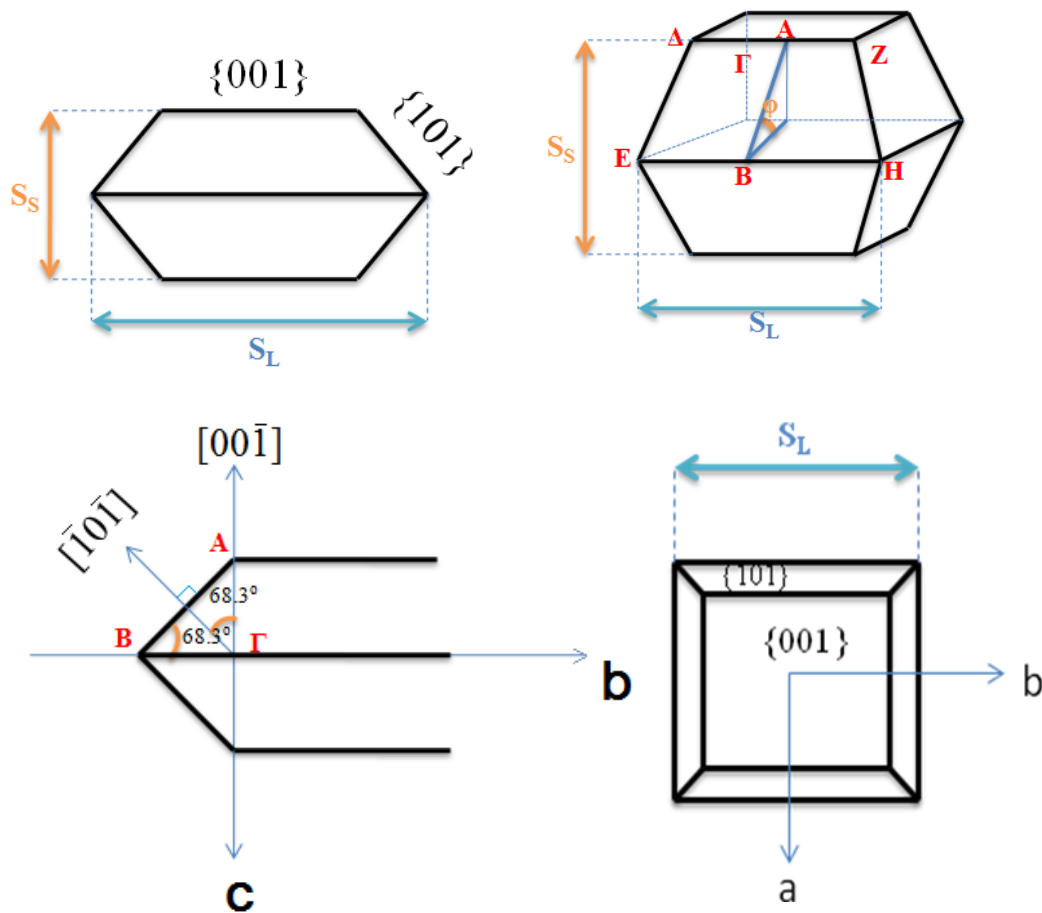 {001}
{101}
S_S
S_L
Δ
A
Z
Γ
φ
S_S
E
B
H
S_L
[001̄]
[1̄01̄]
A
68.3°
B
68.3°
Γ
b
c
S_L
{101}
{001}
b
a